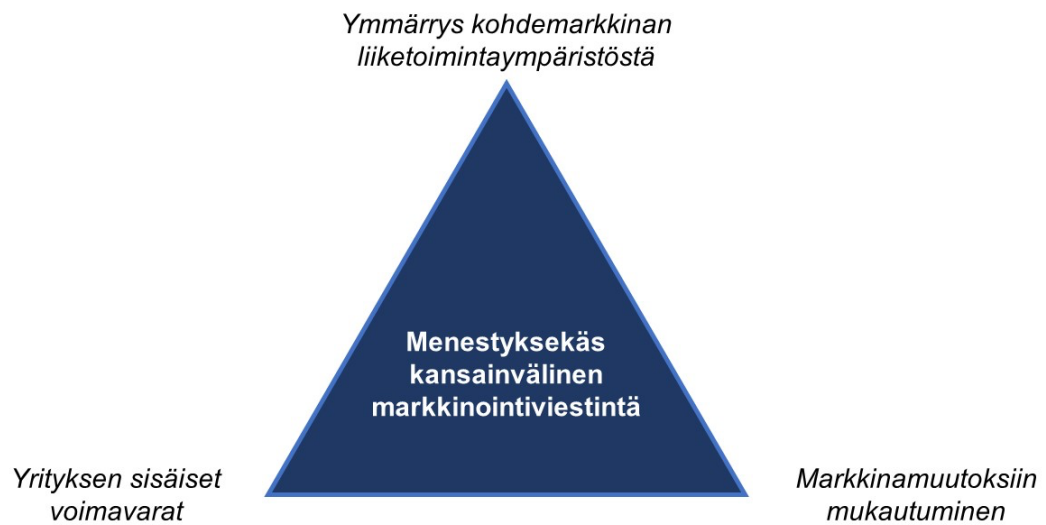 Ymmärrys kohdemarkkinan
liiketoimintaympäristöstä
Menestyksekäs
kansainvälinen
markkinointiviestintä
Yrityksen sisäiset
voimavarat
Markkinamuutoksiin
mukautuminen